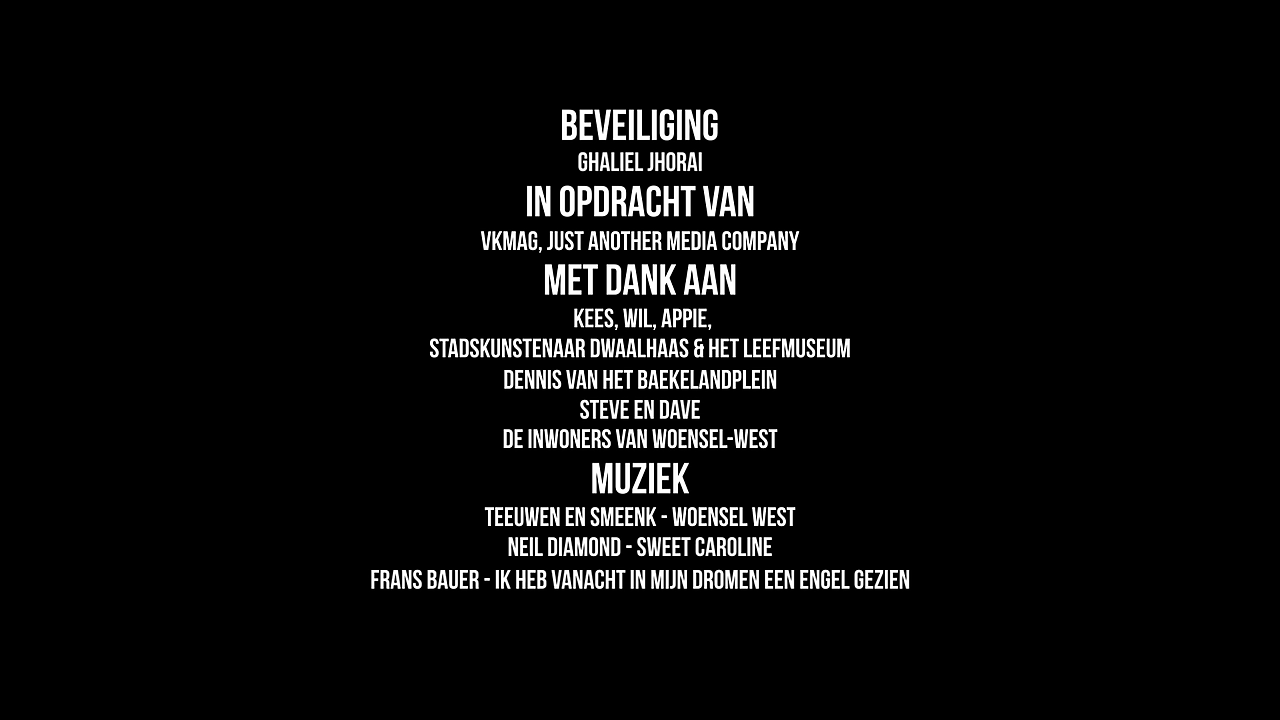 BEVEILIGING
GHALIEL JHORAI
IN OPDRACHT VAN
VKMAG, JUST ANOTHER MEDIA COMPANY
MET DANK AAN
KEES, WIL, APPIE,
STADSKUNSTENAAR DWAALHAAS & HET LEEFMUSEUM
DENNIS VAN HET BAEKELANDPLEIN
STEVE EN DAVE
DE INWONERS VAN WOENSEL-WEST
MUZIEK
TEEUWEN EN SMEENK - WOENSEL WEST
NEIL DIAMOND - SWEET CAROLINE
FRANS BAUER - IK HEB VANACHT IN MIJN DROMEN EEN ENGEL GEZIEN